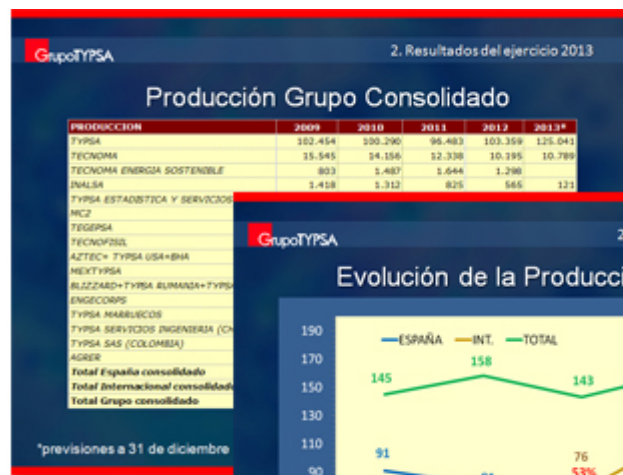 GrupoTYPSA
2. Resultados del ejercicio 2013
Producción Grupo Consolidado
PRODUCCION 2009 2010 2011 2012 2013*
TYPSA 102.454 100.290 96.483 103.359 125.041
TECNOMA 15.545 14.156 12.338 10.195 10.789
TECNOMA ENERGIA SOSTENIBLE 803 1.487 1.644 1.298
INALSA 1.418 1.312 825 565 121
TYPSA ESTADISTICA Y SERVICIOS
MC2
TEGEPSA
TECNOFISIL
AZTEC= TYPSA USA=BHA
MEXTYPSA
BLIZZARD+TYPSA RUMANIA+TYPSA
ENGECORPS
TYPSA MARRUECOS
TYPSA SERVICIOS INGENIERIA (CH
TYPSA SAS (COLOMBIA)
AGRER
Total España consolidado
Total Internacional consolidado
Total Grupo consolidado
*previsiones a 31 de diciembre
GrupoTYPSA
2
Evolución de la Producci
ESPAÑA INT. TOTAL
190
170
150
130
110
90
145 158 143
91 76
53%